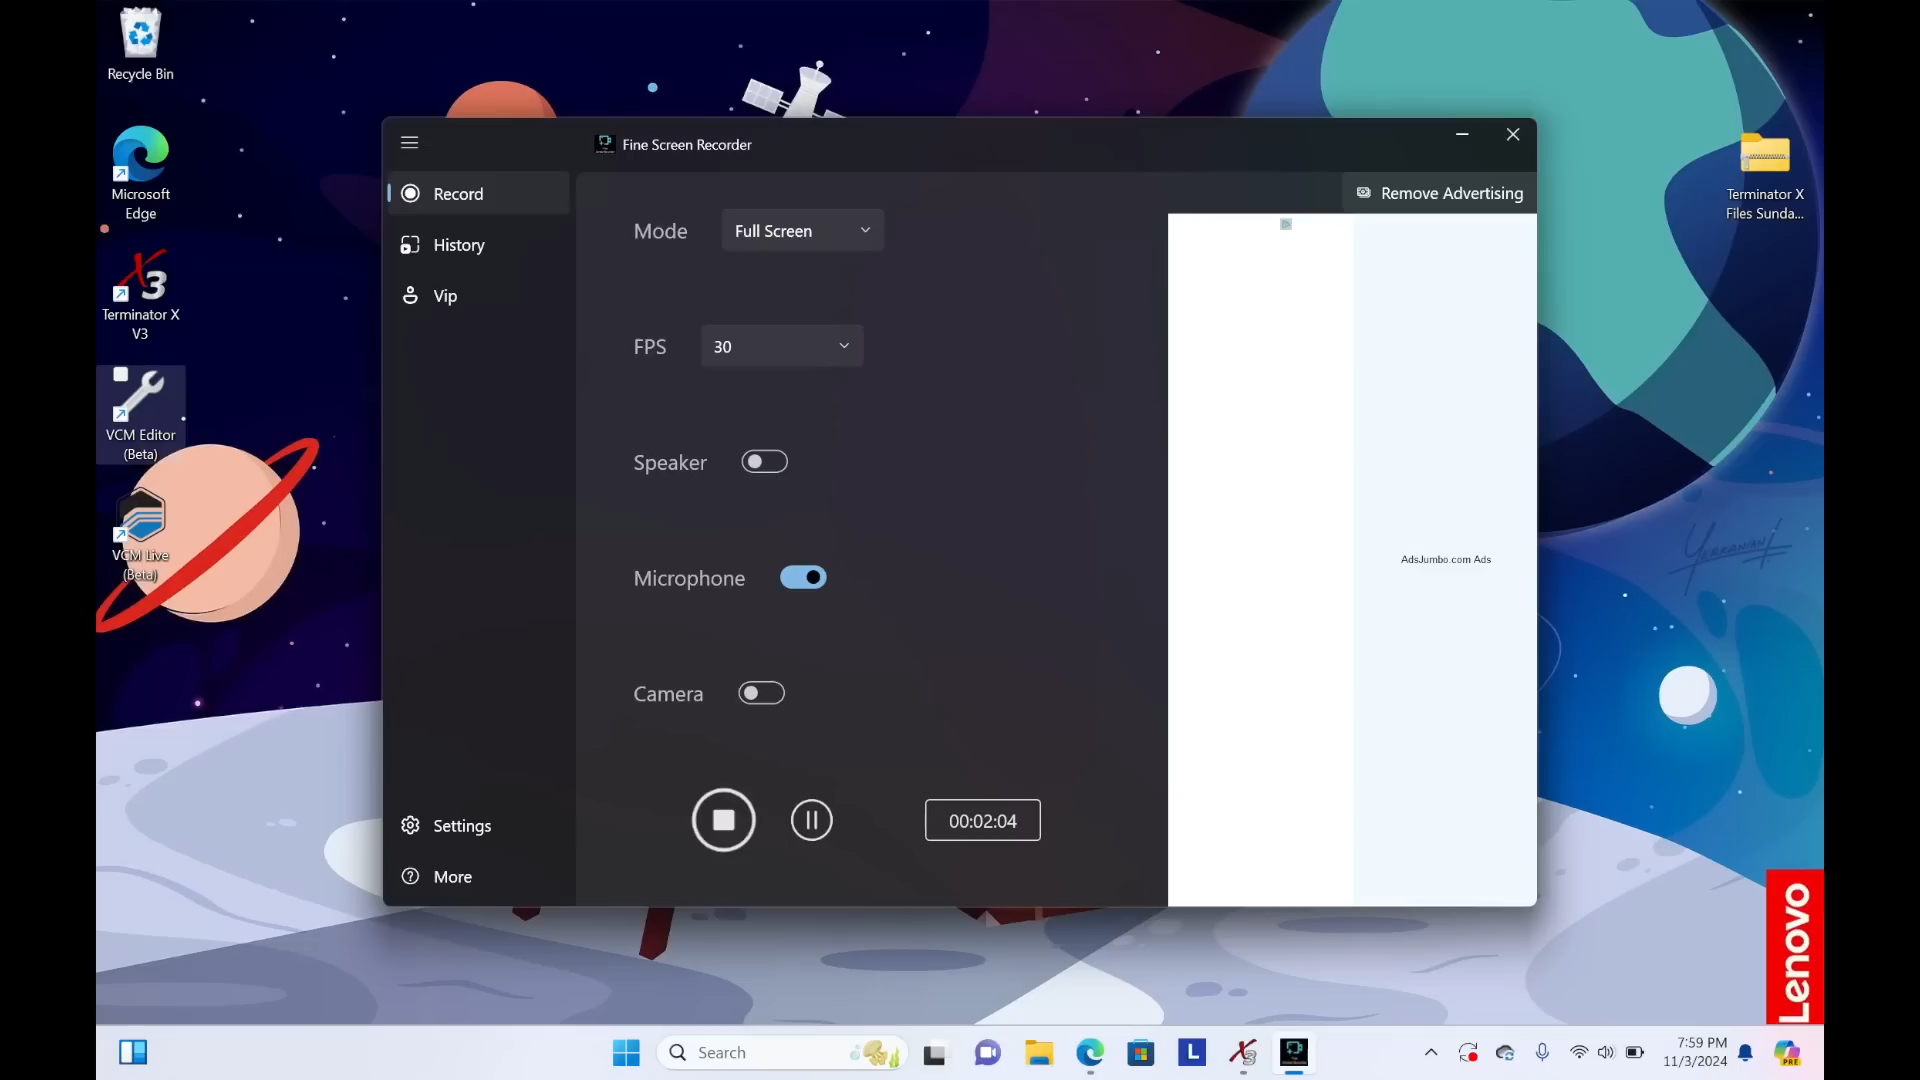 Recycle Bin
Microsoft
Edge
Terminator X
V3
VCM Editor
(Beta)
VCM Live
(Beta)
Fine Screen Recorder
Record
History
Vip
Settings
More
Remove Advertising
Mode
Full Screen
FPS
30
Speaker
Microphone
Camera
00:02:04
AdsJumbo.com Ads
Terminator X
Files Sunda...
Lenovo
Search
L
7:59 PM
11/3/2024
PRE